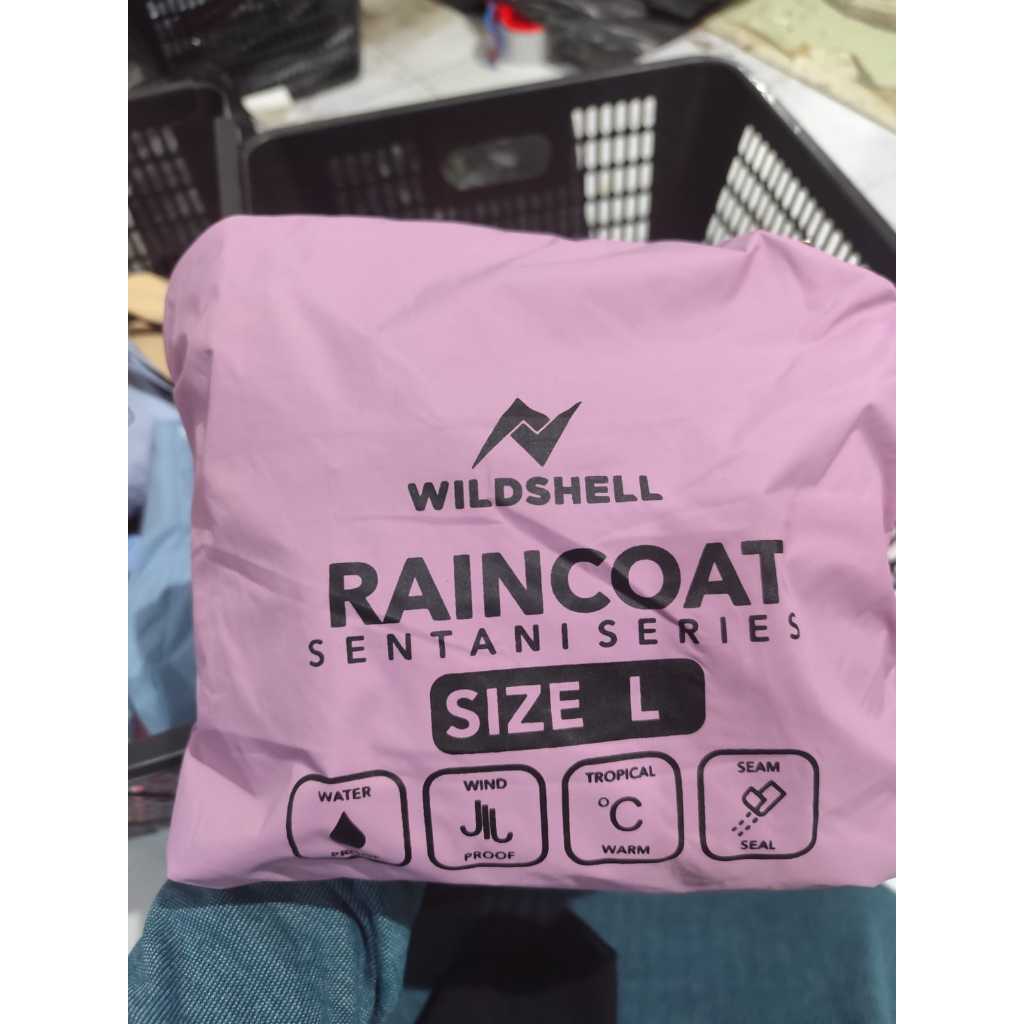 WILDSHELL
RAINCOAT
SENTANI SERIES
SIZE L
WATER
WIND
PROOF
TROPICAL
°C
WARM
SEAM
SEAL